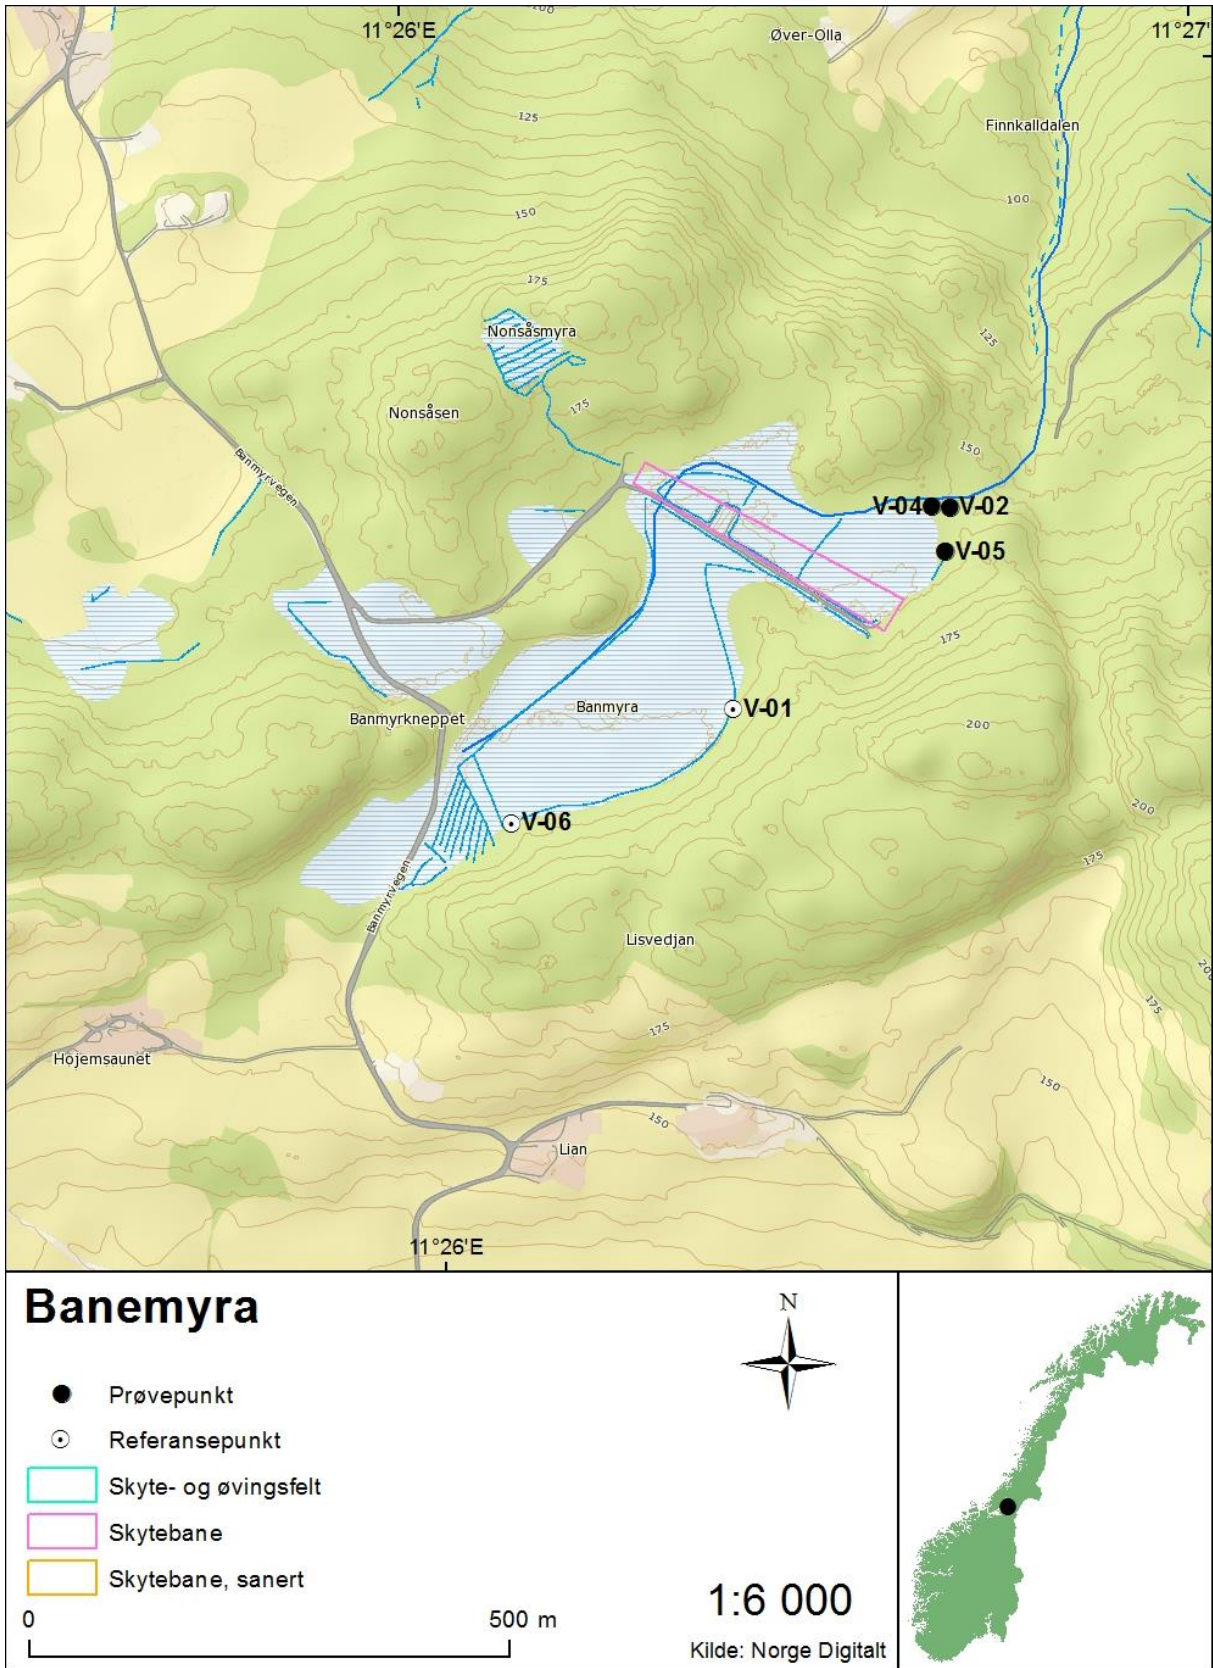 11°26'E
11°27'
100
Øver-Olla
125
Finnkalldalen
100
150
175
Nonsåsmyra
125
175
Nonsåsen
150
Banmyrvegen
V-04
V-02
V-05
175
Banmyra
V-01
Banmyrkneppet
200
200
V-06
175
Banmyrvegen
Lisvedjan
200
175
175
Hojemsaunet
150
150
Lian
11°26'E
Banemyra
N
Prøvepunkt
Referansepunkt
Skyte- og øvingsfelt
Skytebane
Skytebane, sanert
0
500 m
1:6 000
Kilde: Norge Digitalt